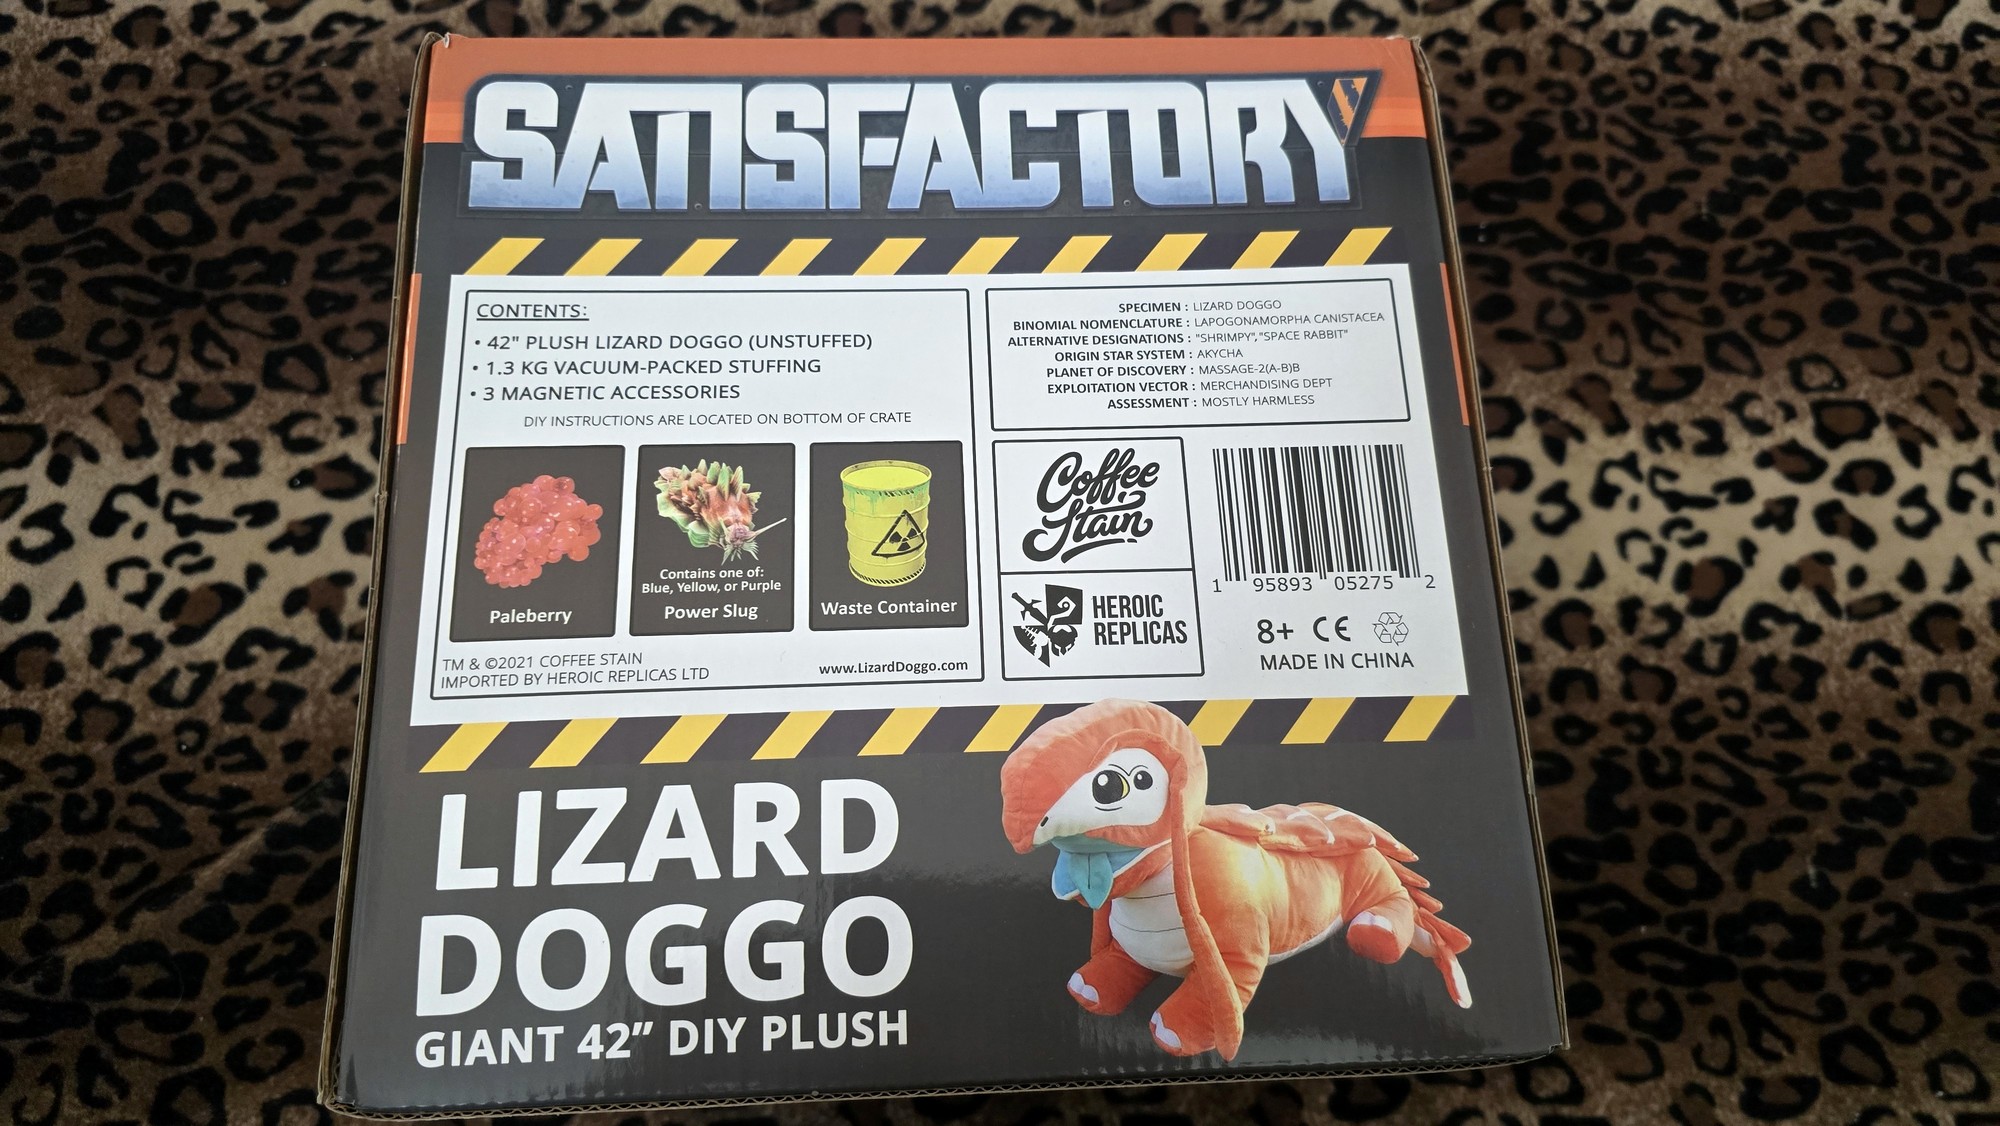 SATISFACTORY
CONTENTS:
• 42" PLUSH LIZARD DOGGO (UNSTUFFED)
• 1.3 KG VACUUM-PACKED STUFFING
• 3 MAGNETIC ACCESSORIES
DIY INSTRUCTIONS ARE LOCATED ON BOTTOM OF CRATE
Paleberry
Contains one of:
Blue, Yellow, or Purple
Power Slug
Waste Container
TM & ©2021 COFFEE STAIN
IMPORTED BY HEROIC REPLICAS LTD
www.LizardDoggo.com
SPECIMEN : LIZARD DOGGO
BINOMIAL NOMENCLATURE : LAPOGONAMORPHA CANISTACEA
ALTERNATIVE DESIGNATIONS : "SHRIMPY","SPACE RABBIT"
ORIGIN STAR SYSTEM : AKYCHA
PLANET OF DISCOVERY : MASSAGE-2(A-B)B
EXPLOITATION VECTOR : MERCHANDISING DEPT
ASSESSMENT : MOSTLY HARMLESS
Coffee
Stain
HEROIC
REPLICAS
1 95893 05275 2
8+ CE
MADE IN CHINA
LIZARD
DOGGO
GIANT 42” DIY PLUSH